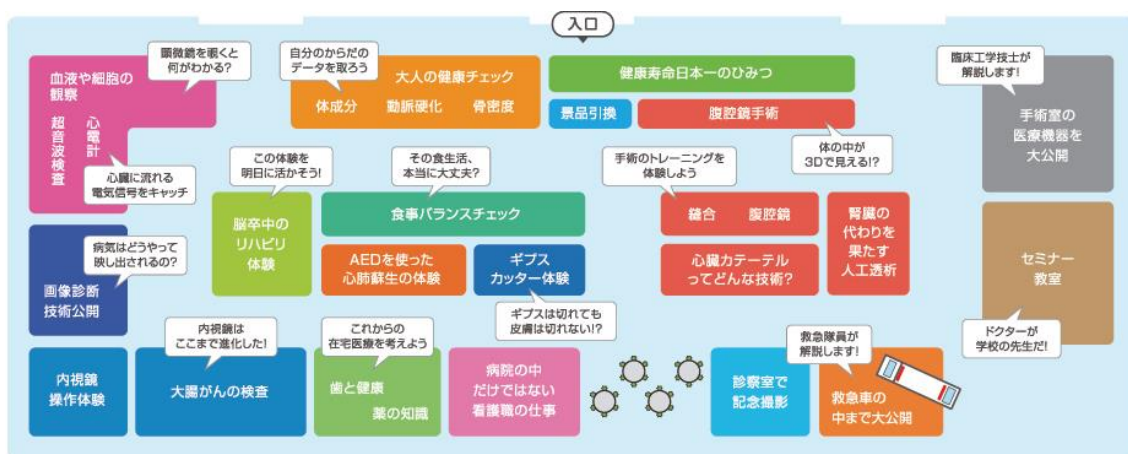 入口
顕微鏡を覗くと
何がわかる?
血液や細胞の
観察
心電計
超音波検査
心臓に流れる
電気信号をキャッチ
自分のからだの
データを取ろう
大人の健康チェック
体成分 動脈硬化 骨密度
健康寿命日本一のひみつ
景品引換
腹腔鏡手術
体の中が
3Dで見える!?
臨床工学技士が
解説します!
手術室の
医療機器を
大公開
この体験を
明日に活かそう!
脳卒中の
リハビリ
体験
その食生活、
本当に大丈夫?
食事バランスチェック
AEDを使った
心肺蘇生の体験
ギプス
カッター体験
ギプスは切れても
皮膚は切れない!?
手術のトレーニングを
体験しよう
縫合 腹腔鏡
心臓カテーテル
ってどんな技術?
腎臓の
代わりを
果たす
人工透析
セミナー
教室
ドクターが
学校の先生だ!
病気はどうやって
映し出されるの?
画像診断
技術公開
内視鏡
操作体験
内視鏡は
ここまで進化した!
大腸がんの検査
これからの
在宅医療を考えよう
歯と健康
薬の知識
病院の中
だけではない
看護職の仕事
診察室で
記念撮影
救急隊員が
解説します!
救急車の
中まで大公開